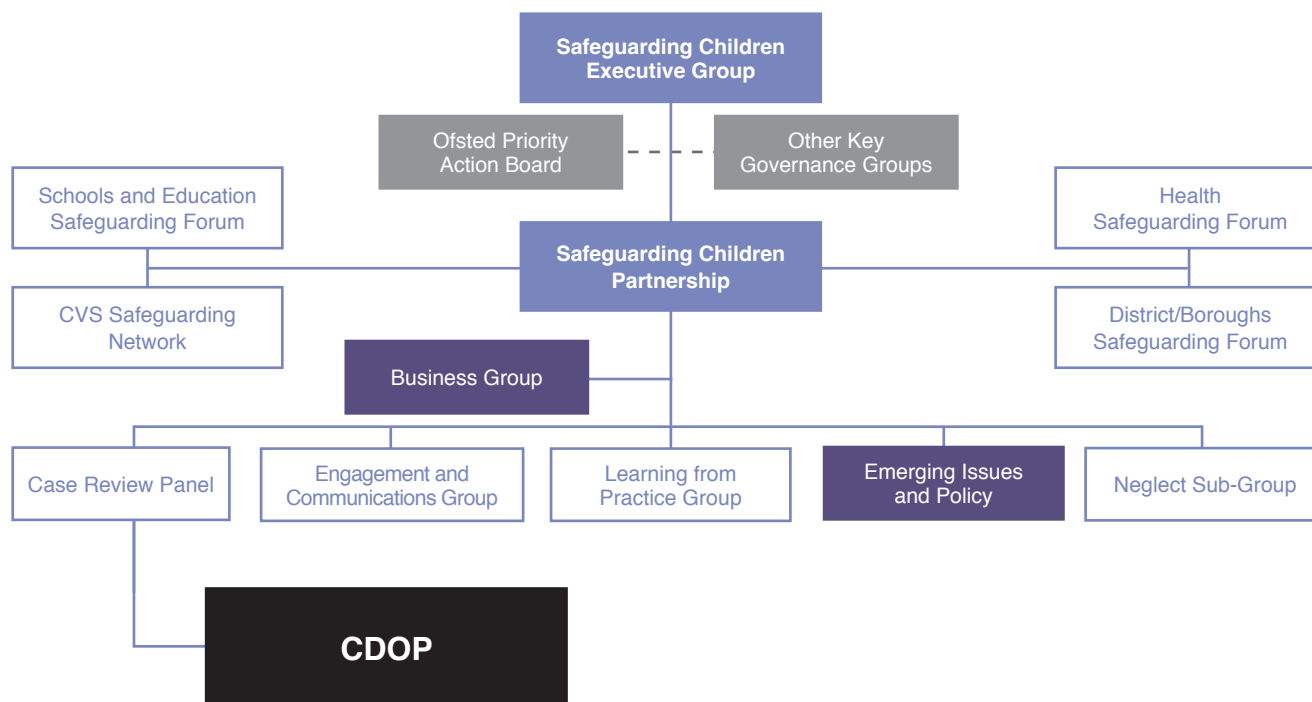 Safeguarding Children
Executive Group
Ofsted Priority
Action Board
Other Key
Governance Groups
Schools and Education
Safeguarding Forum
Health
Safeguarding Forum
Safeguarding Children
Partnership
CVS Safeguarding
Network
District/Boroughs
Safeguarding Forum
Business Group
Case Review Panel
Engagement and
Communications Group
Learning from
Practice Group
Emerging Issues
and Policy
Neglect Sub-Group
CDOP